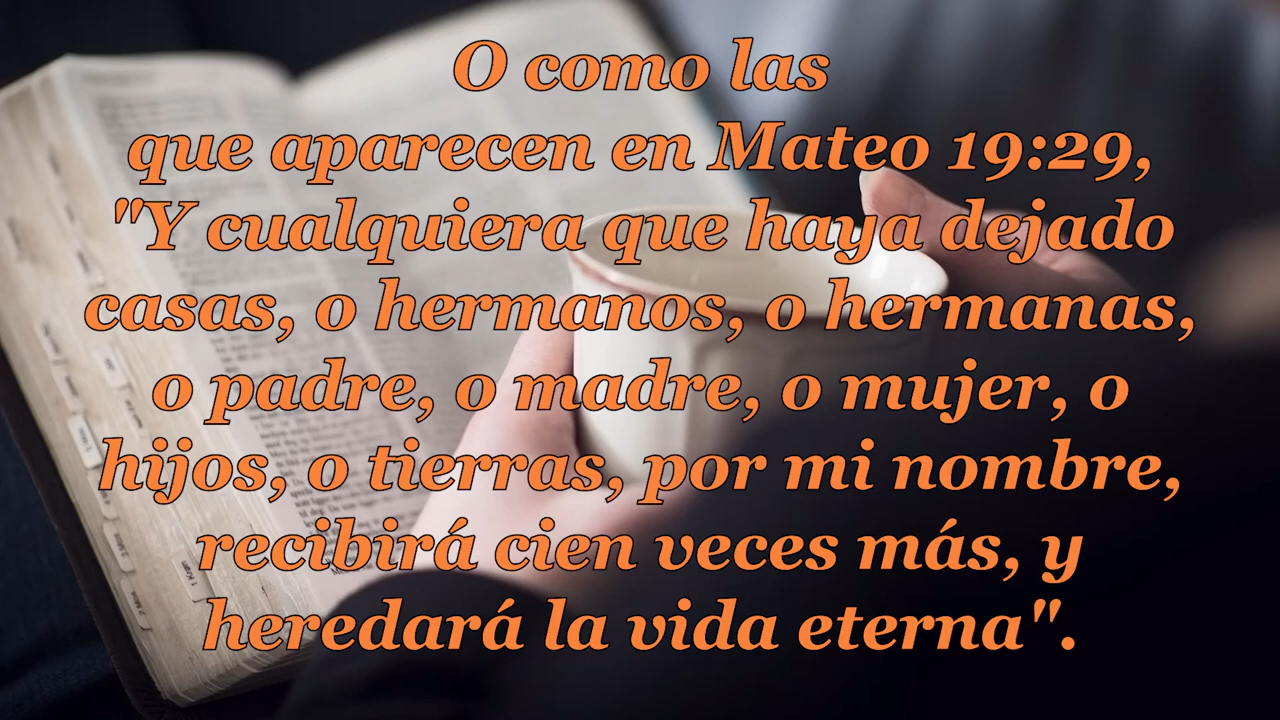 O como las
que aparecen en Mateo 19:29,
"Y cualquiera que haya dejado
casas, o hermanos, o hermanas,
o padre, o madre, o mujer, o
hijos, o tierras, por mi nombre,
recibirá cien veces más, y
heredará la vida eterna".